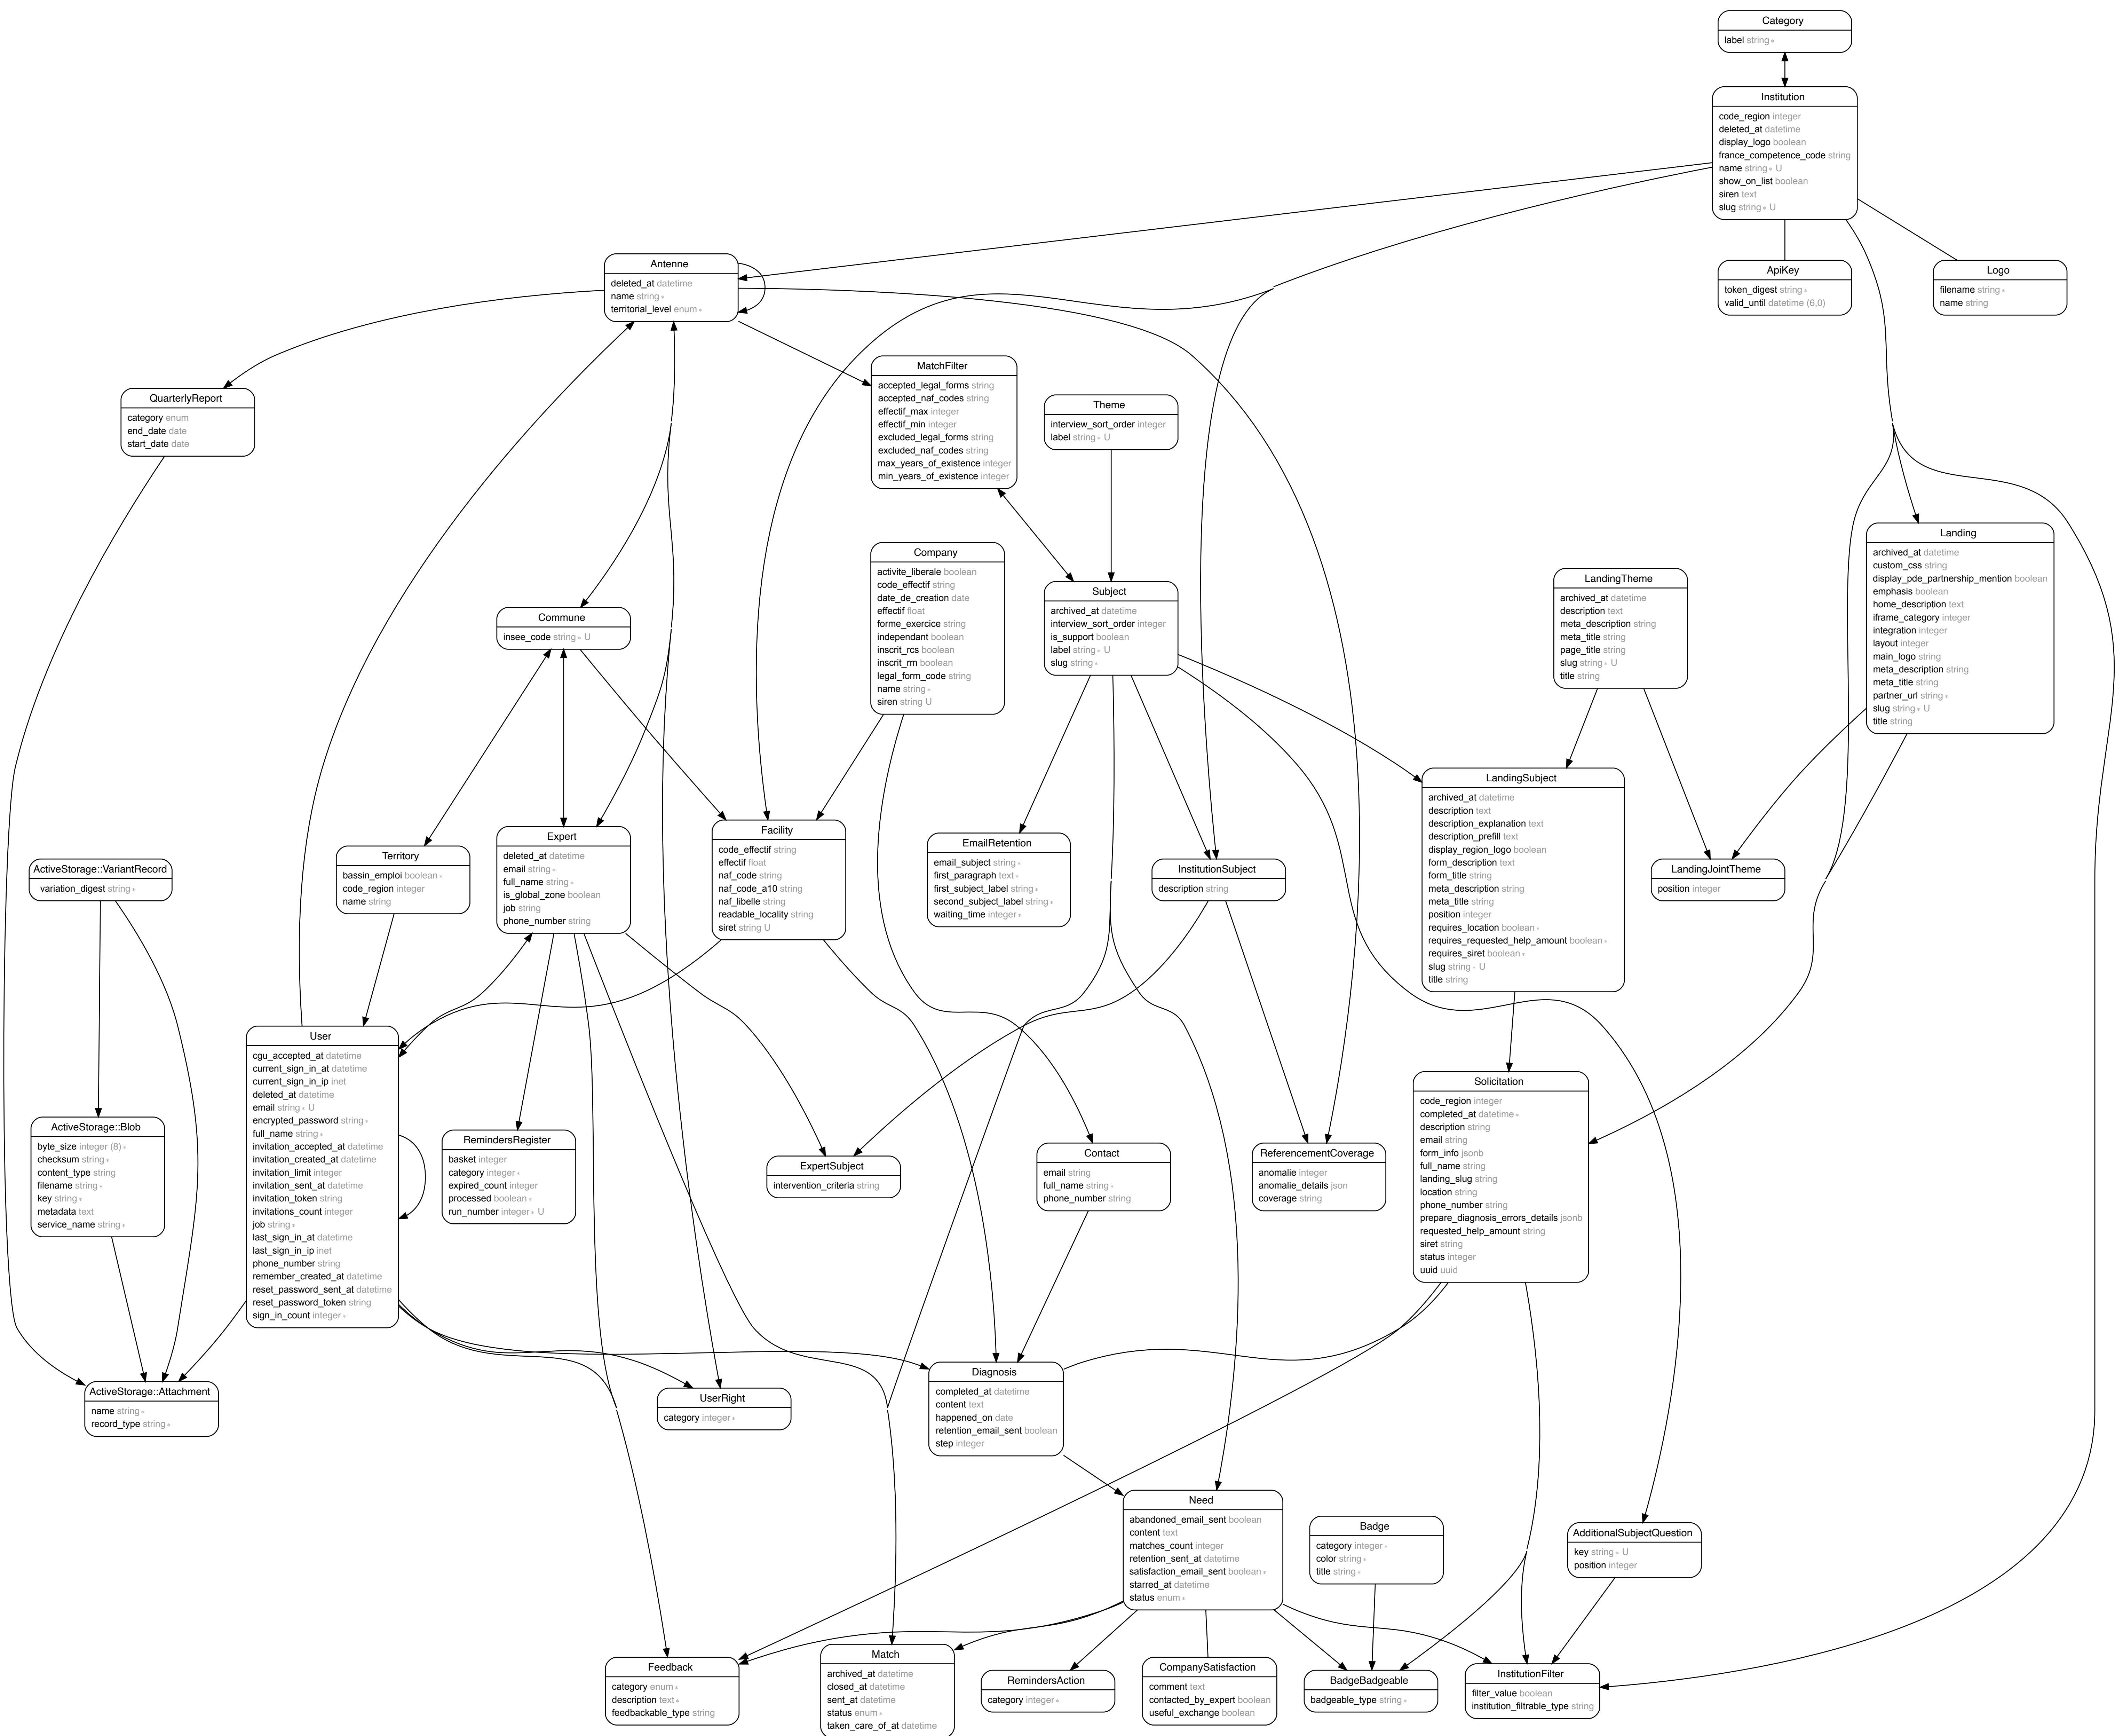 Category
label string ∗
Institution
code_region integer
deleted_at datetime
display_logo boolean
france_competence_code string
name string ∗ U
show_on_list boolean
siren text
slug string ∗ U
Antenne
deleted_at datetime
name string ∗
territorial_level enum ∗
ApiKey
token_digest string ∗
valid_until datetime (6,0)
Logo
filename string ∗
name string
QuarterlyReport
category enum
end_date date
start_date date
MatchFilter
accepted_legal_forms string
accepted_naf_codes string
effectif_max integer
effectif_min integer
excluded_legal_forms string
excluded_naf_codes string
max_years_of_existence integer
min_years_of_existence integer
Theme
interview_sort_order integer
label string ∗ U
Landing
archived_at datetime
custom_css string
display_pde_partnership_mention boolean
emphasis boolean
home_description text
iframe_category integer
integration integer
layout integer
main_logo string
meta_description string
meta_title string
partner_url string ∗
slug string ∗ U
title string
Company
activite_liberale boolean
code_effectif string
date_de_creation date
effectif float
forme_exercice string
independant boolean
inscrit_rcs boolean
inscrit_rm boolean
legal_form_code string
name string ∗
siren string U
Subject
archived_at datetime
interview_sort_order integer
is_support boolean
label string ∗ U
slug string ∗
LandingTheme
archived_at datetime
description text
meta_description string
meta_title string
page_title string
slug string ∗ U
title string
Commune
insee_code string ∗ U
LandingSubject
archived_at datetime
description text
description_explanation text
description_prefill text
display_region_logo boolean
form_description text
form_title string
meta_description string
meta_title string
position integer
requires_location boolean ∗
requires_requested_help_amount boolean ∗
requires_siret boolean ∗
slug string ∗ U
title string
ActiveStorage::VariantRecord
variation_digest string ∗
Territory
bassin_emploi boolean ∗
code_region integer
name string
Expert
deleted_at datetime
email string ∗
full_name string ∗
is_global_zone boolean
job string
phone_number string
Facility
code_effectif string
effectif float
naf_code string
naf_code_a10 string
naf_libelle string
readable_locality string
siret string U
EmailRetention
email_subject string ∗
first_paragraph text ∗
first_subject_label string ∗
second_subject_label string ∗
waiting_time integer ∗
InstitutionSubject
description string
LandingJointTheme
position integer
User
cgu_accepted_at datetime
current_sign_in_at datetime
current_sign_in_ip inet
deleted_at datetime
email string ∗ U
encrypted_password string ∗
full_name string ∗
invitation_accepted_at datetime
invitation_created_at datetime
invitation_limit integer
invitation_sent_at datetime
invitation_token string
invitations_count integer
job string ∗
last_sign_in_at datetime
last_sign_in_ip inet
phone_number string
remember_created_at datetime
reset_password_sent_at datetime
reset_password_token string
sign_in_count integer ∗
Solicitation
code_region integer
completed_at datetime ∗
description string
email string
form_info jsonb
full_name string
landing_slug string
location string
phone_number string
prepare_diagnosis_errors_details jsonb
requested_help_amount string
siret string
status integer
uuid uuid
ActiveStorage::Blob
byte_size integer (8) ∗
checksum string ∗
content_type string
filename string ∗
key string ∗
metadata text
service_name string ∗
RemindersRegister
basket integer
category integer ∗
expired_count integer
processed boolean ∗
run_number integer ∗ U
ExpertSubject
intervention_criteria string
Contact
email string
full_name string ∗
phone_number string
ReferencementCoverage
anomalie integer
anomalie_details json
coverage string
ActiveStorage::Attachment
name string ∗
record_type string ∗
UserRight
category integer ∗
Diagnosis
completed_at datetime
content text
happened_on date
retention_email_sent boolean
step integer
Need
abandoned_email_sent boolean
content text
matches_count integer
retention_sent_at datetime
satisfaction_email_sent boolean ∗
starred_at datetime
status enum ∗
Badge
category integer ∗
color string ∗
title string ∗
AdditionalSubjectQuestion
key string ∗ U
position integer
Feedback
category enum ∗
description text ∗
feedbackable_type string
Match
archived_at datetime
closed_at datetime
sent_at datetime
status enum ∗
taken_care_of_at datetime
RemindersAction
category integer ∗
CompanySatisfaction
comment text
contacted_by_expert boolean
useful_exchange boolean
BadgeBadgeable
badgeable_type string ∗
InstitutionFilter
filter_value boolean
institution_filtrable_type string